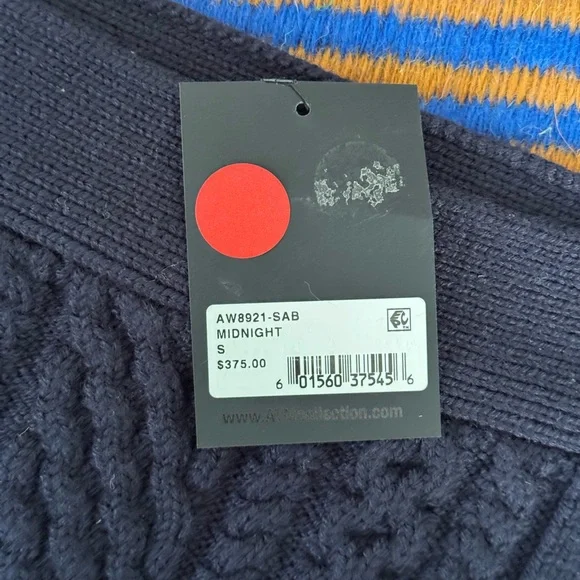 AW8921-SAB
MIDNIGHT
S
$375.00
6 01560 37545 6